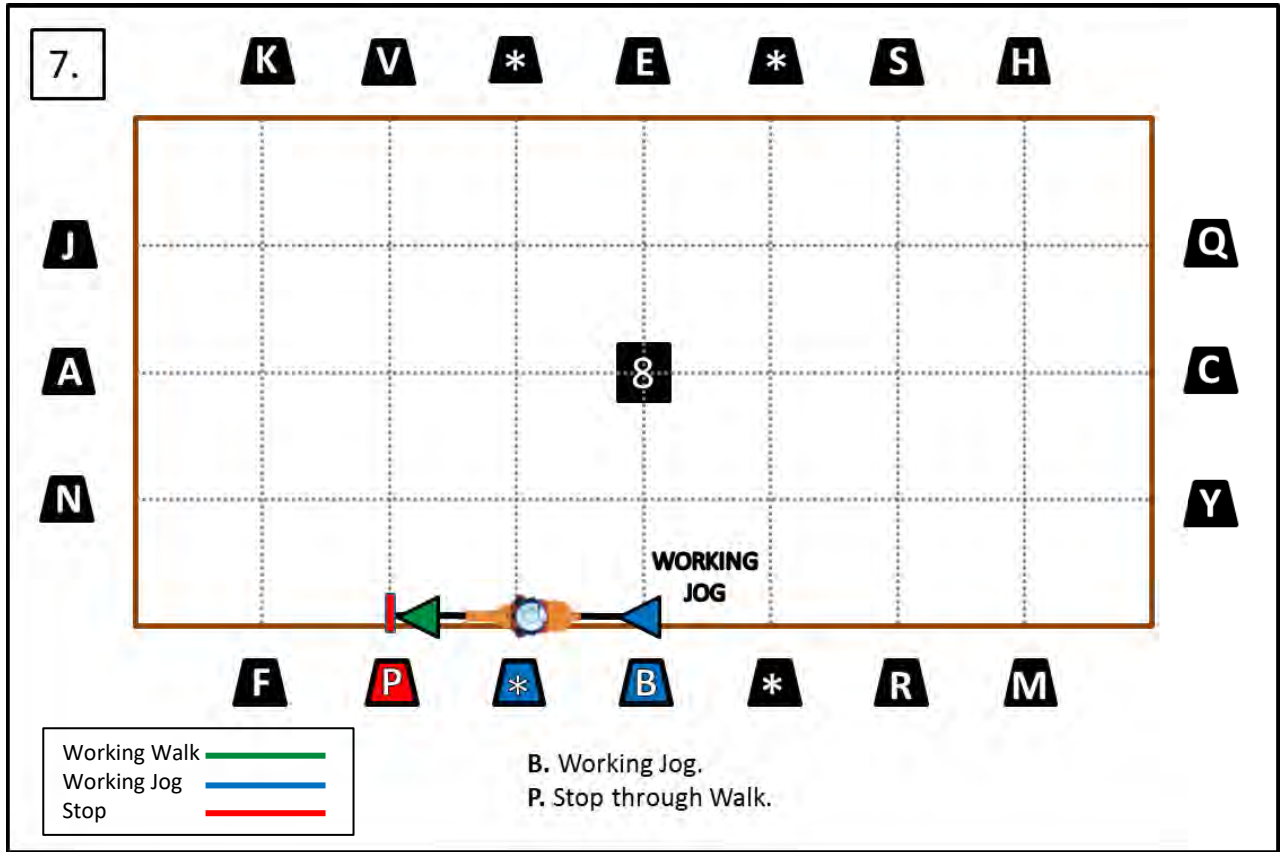 7.
K V * E * S H
J Q
8
A C
N Y
WORKING
JOG
F P * B * R M
Working Walk
Working Jog
Stop
B. Working Jog.
P. Stop through Walk.